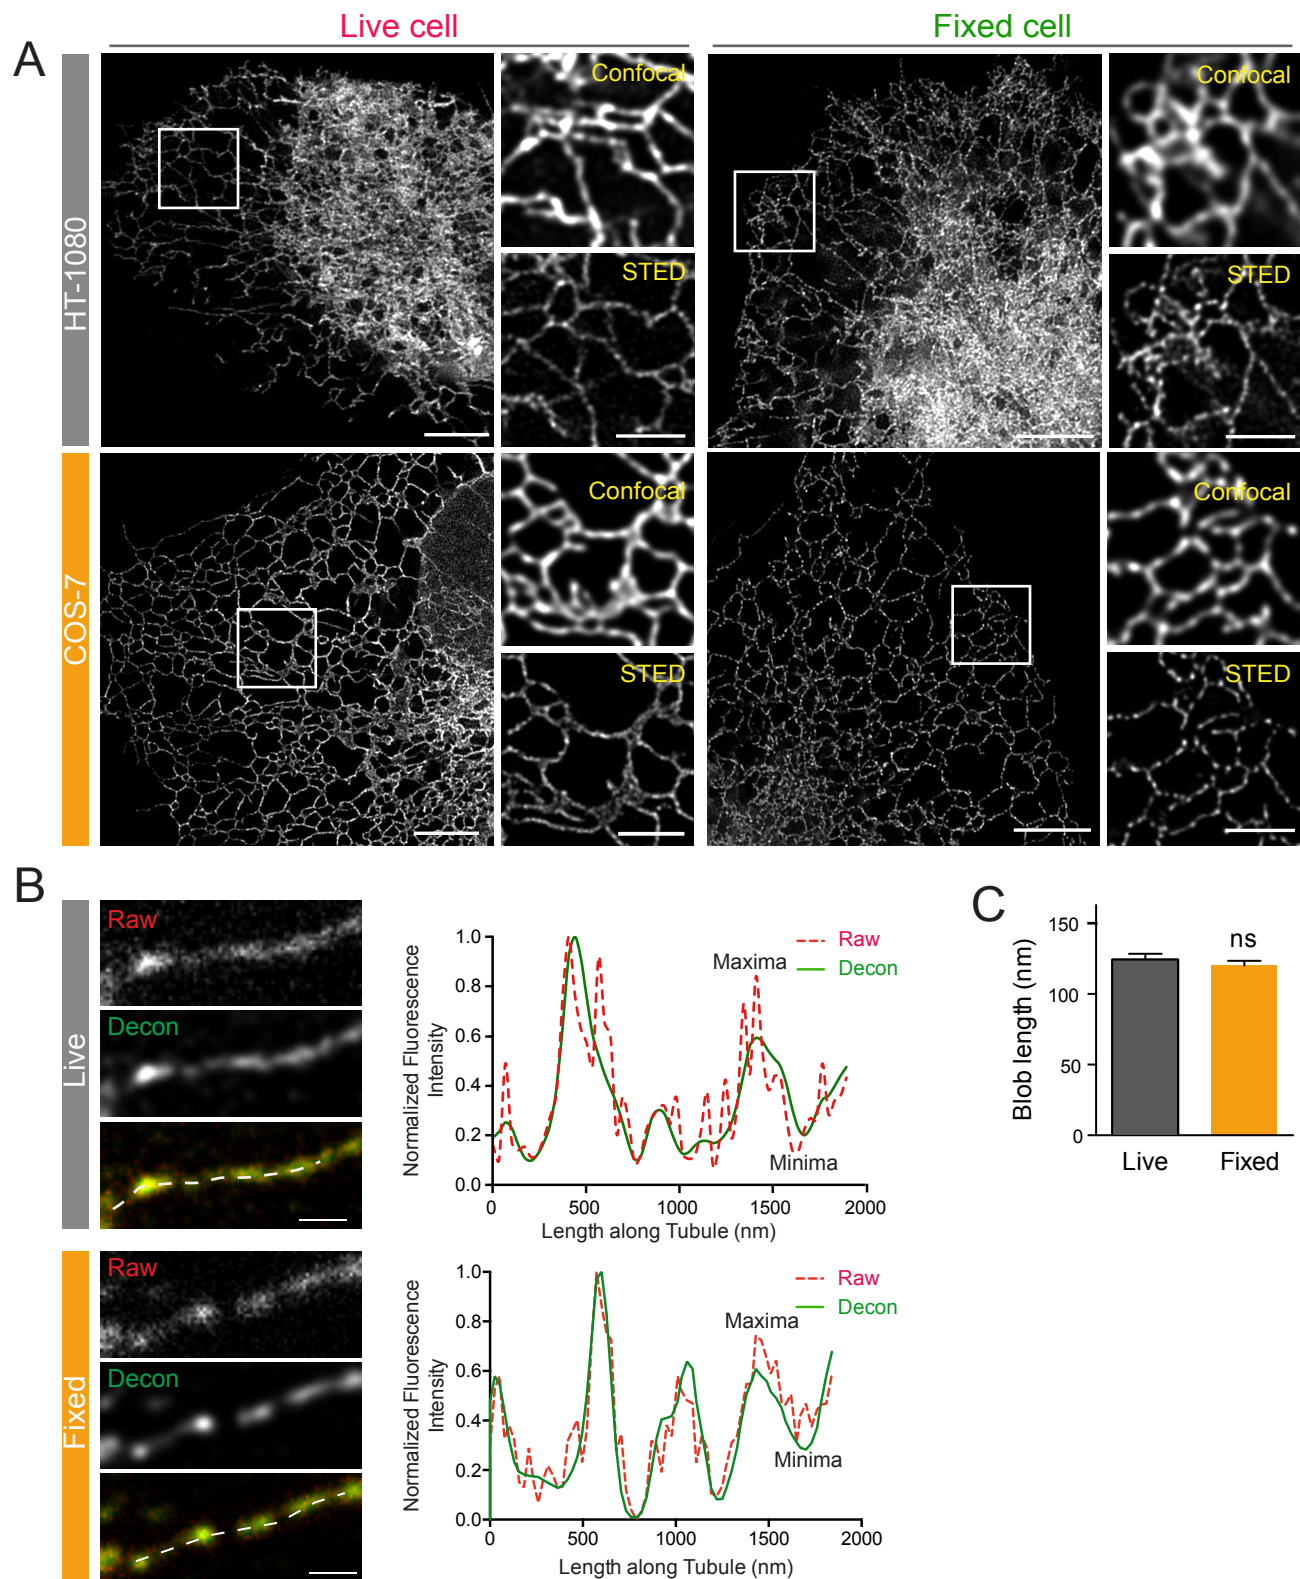 Live cell
Fixed cell
A
HT-1080
Confocal
STED
Confocal
STED
COS-7
Confocal
STED
Confocal
STED
B
Live
Raw
Decon
Normalized Fluorescence
Intensity
1.0
0.8
0.6
0.4
0.2
0.0
Raw
Decon
Maxima
Minima
0
500
1000
1500
2000
Length along Tubule (nm)
Fixed
Raw
Decon
Normalized Fluorescence
Intensity
1.0
0.8
0.6
0.4
0.2
0.0
Raw
Decon
Maxima
Minima
0
500
1000
1500
2000
Length along Tubule (nm)
C
Blob length (nm)
150
100
50
0
ns
Live
Fixed